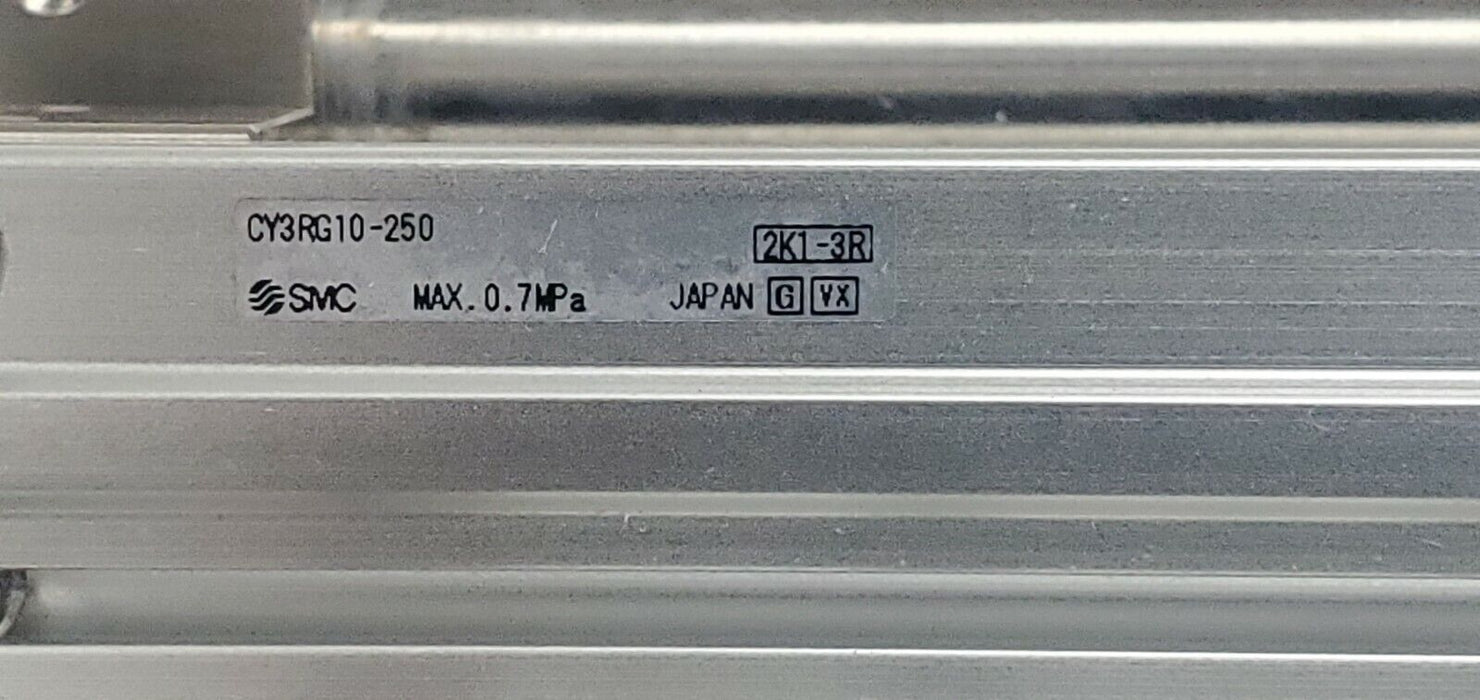 CY3RG10-250
2K1-3R
SMC MAX.0.7MPa JAPAN G VX